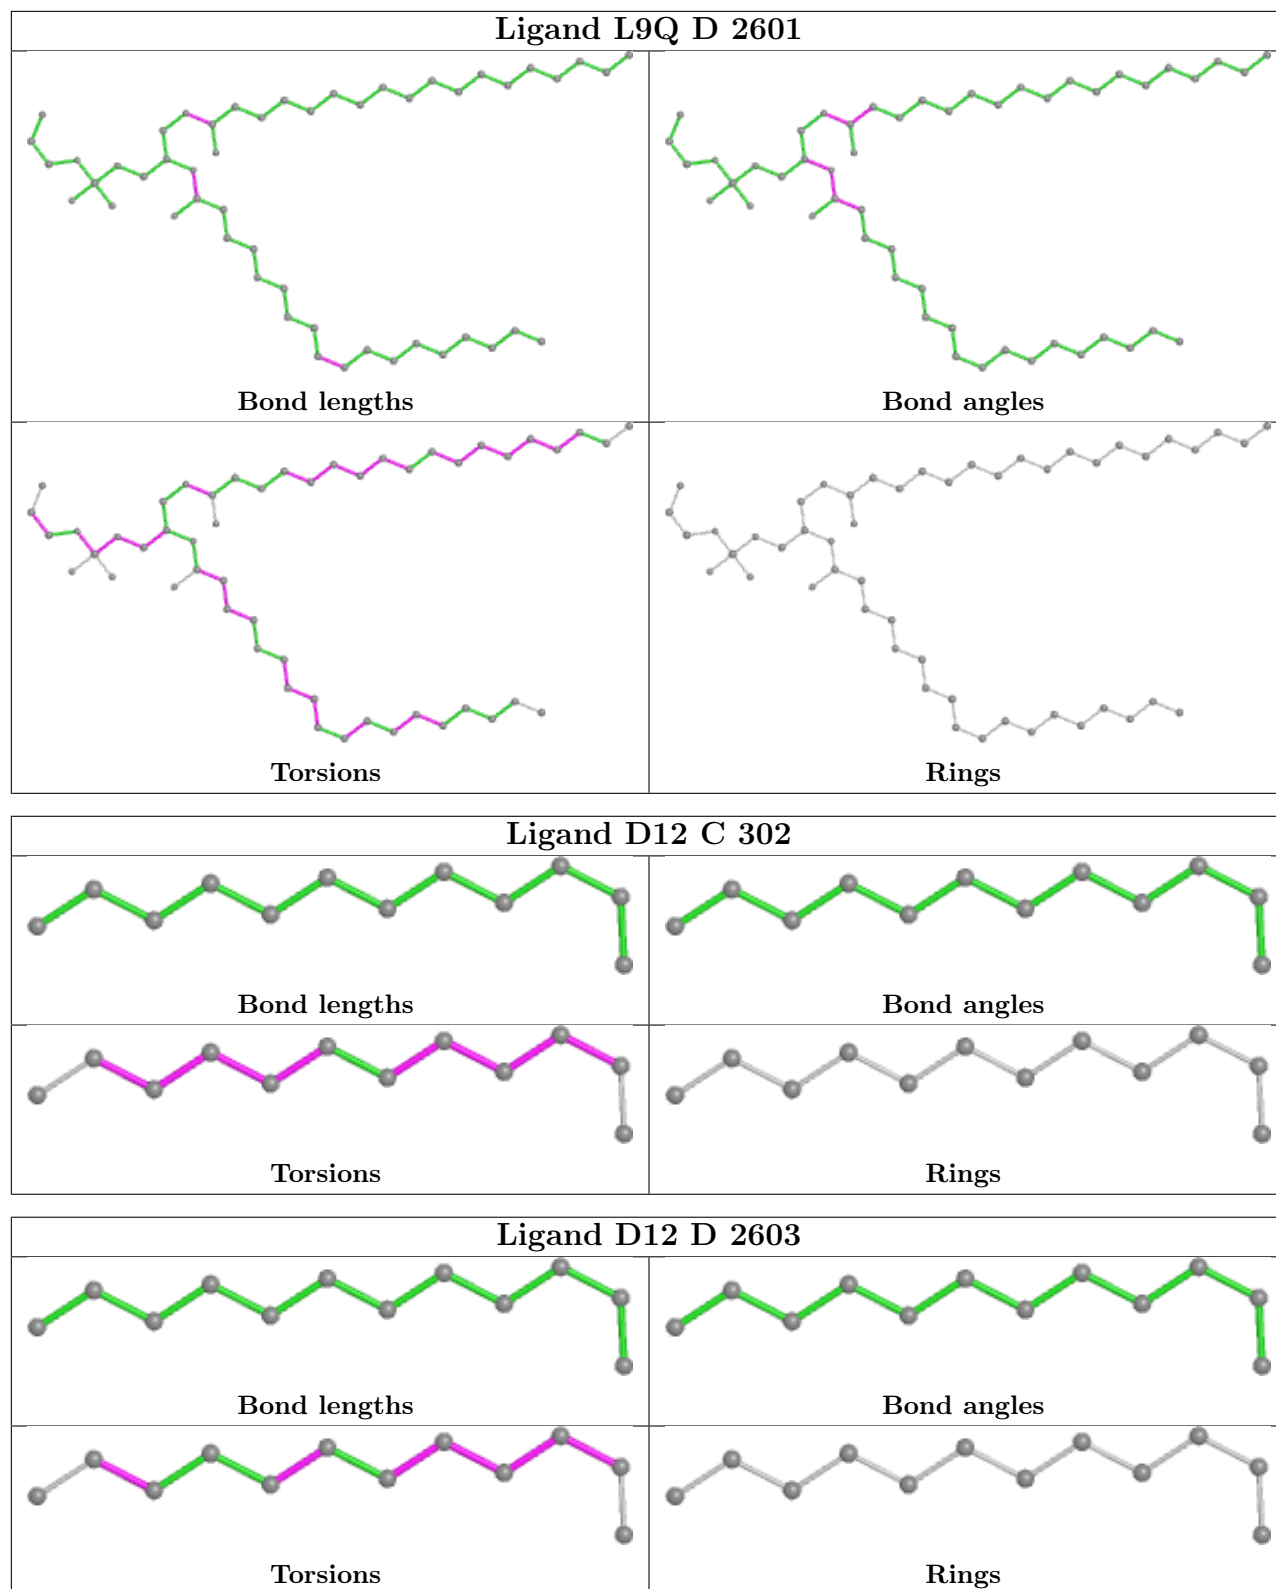 Ligand L9Q D 2601
Bond lengths
Bond angles
Torsions
Rings
Ligand D12 C 302
Bond lengths
Bond angles
Torsions
Rings
Ligand D12 D 2603
Bond lengths
Bond angles
Torsions
Rings